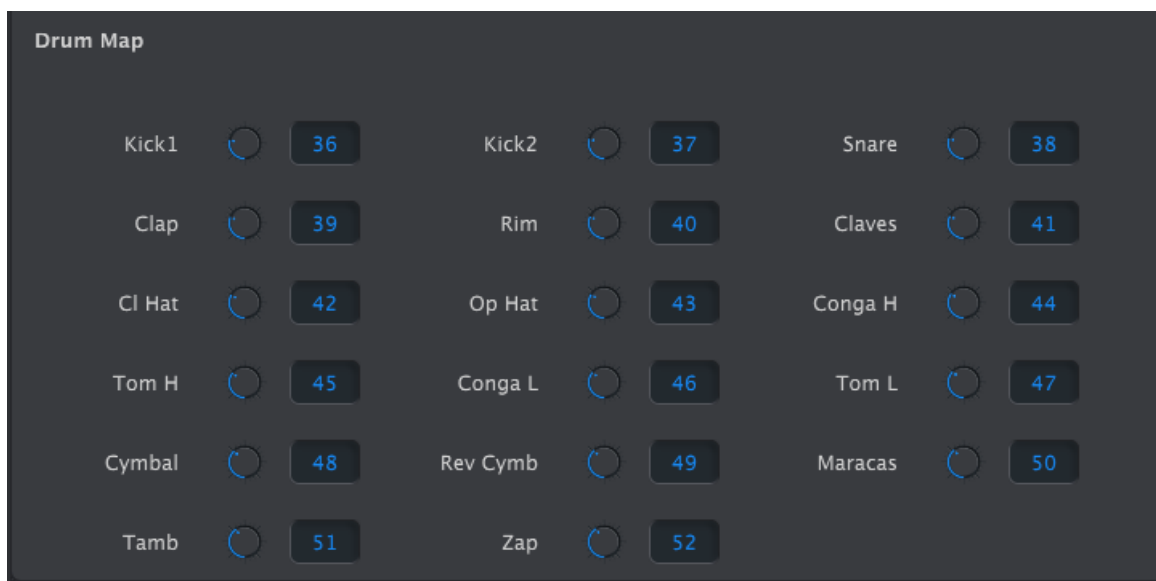 Drum Map
Kick1 36 Kick2 37 Snare 38
Clap 39 Rim 40 Claves 41
Cl Hat 42 Op Hat 43 Conga H 44
Tom H 45 Conga L 46 Tom L 47
Cymbal 48 Rev Cymb 49 Maracas 50
Tamb 51 Zap 52